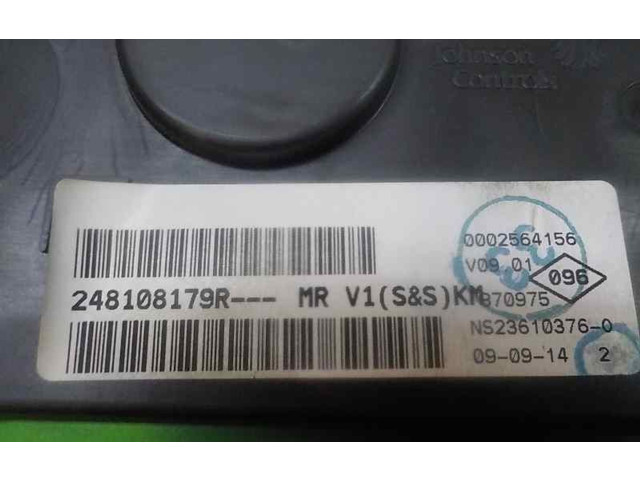 Johnson
Controls
0002564156
V09 01
096
248108179R--- MR V1(S&S)KM
870975
NS23610376-0
09-09-14 2